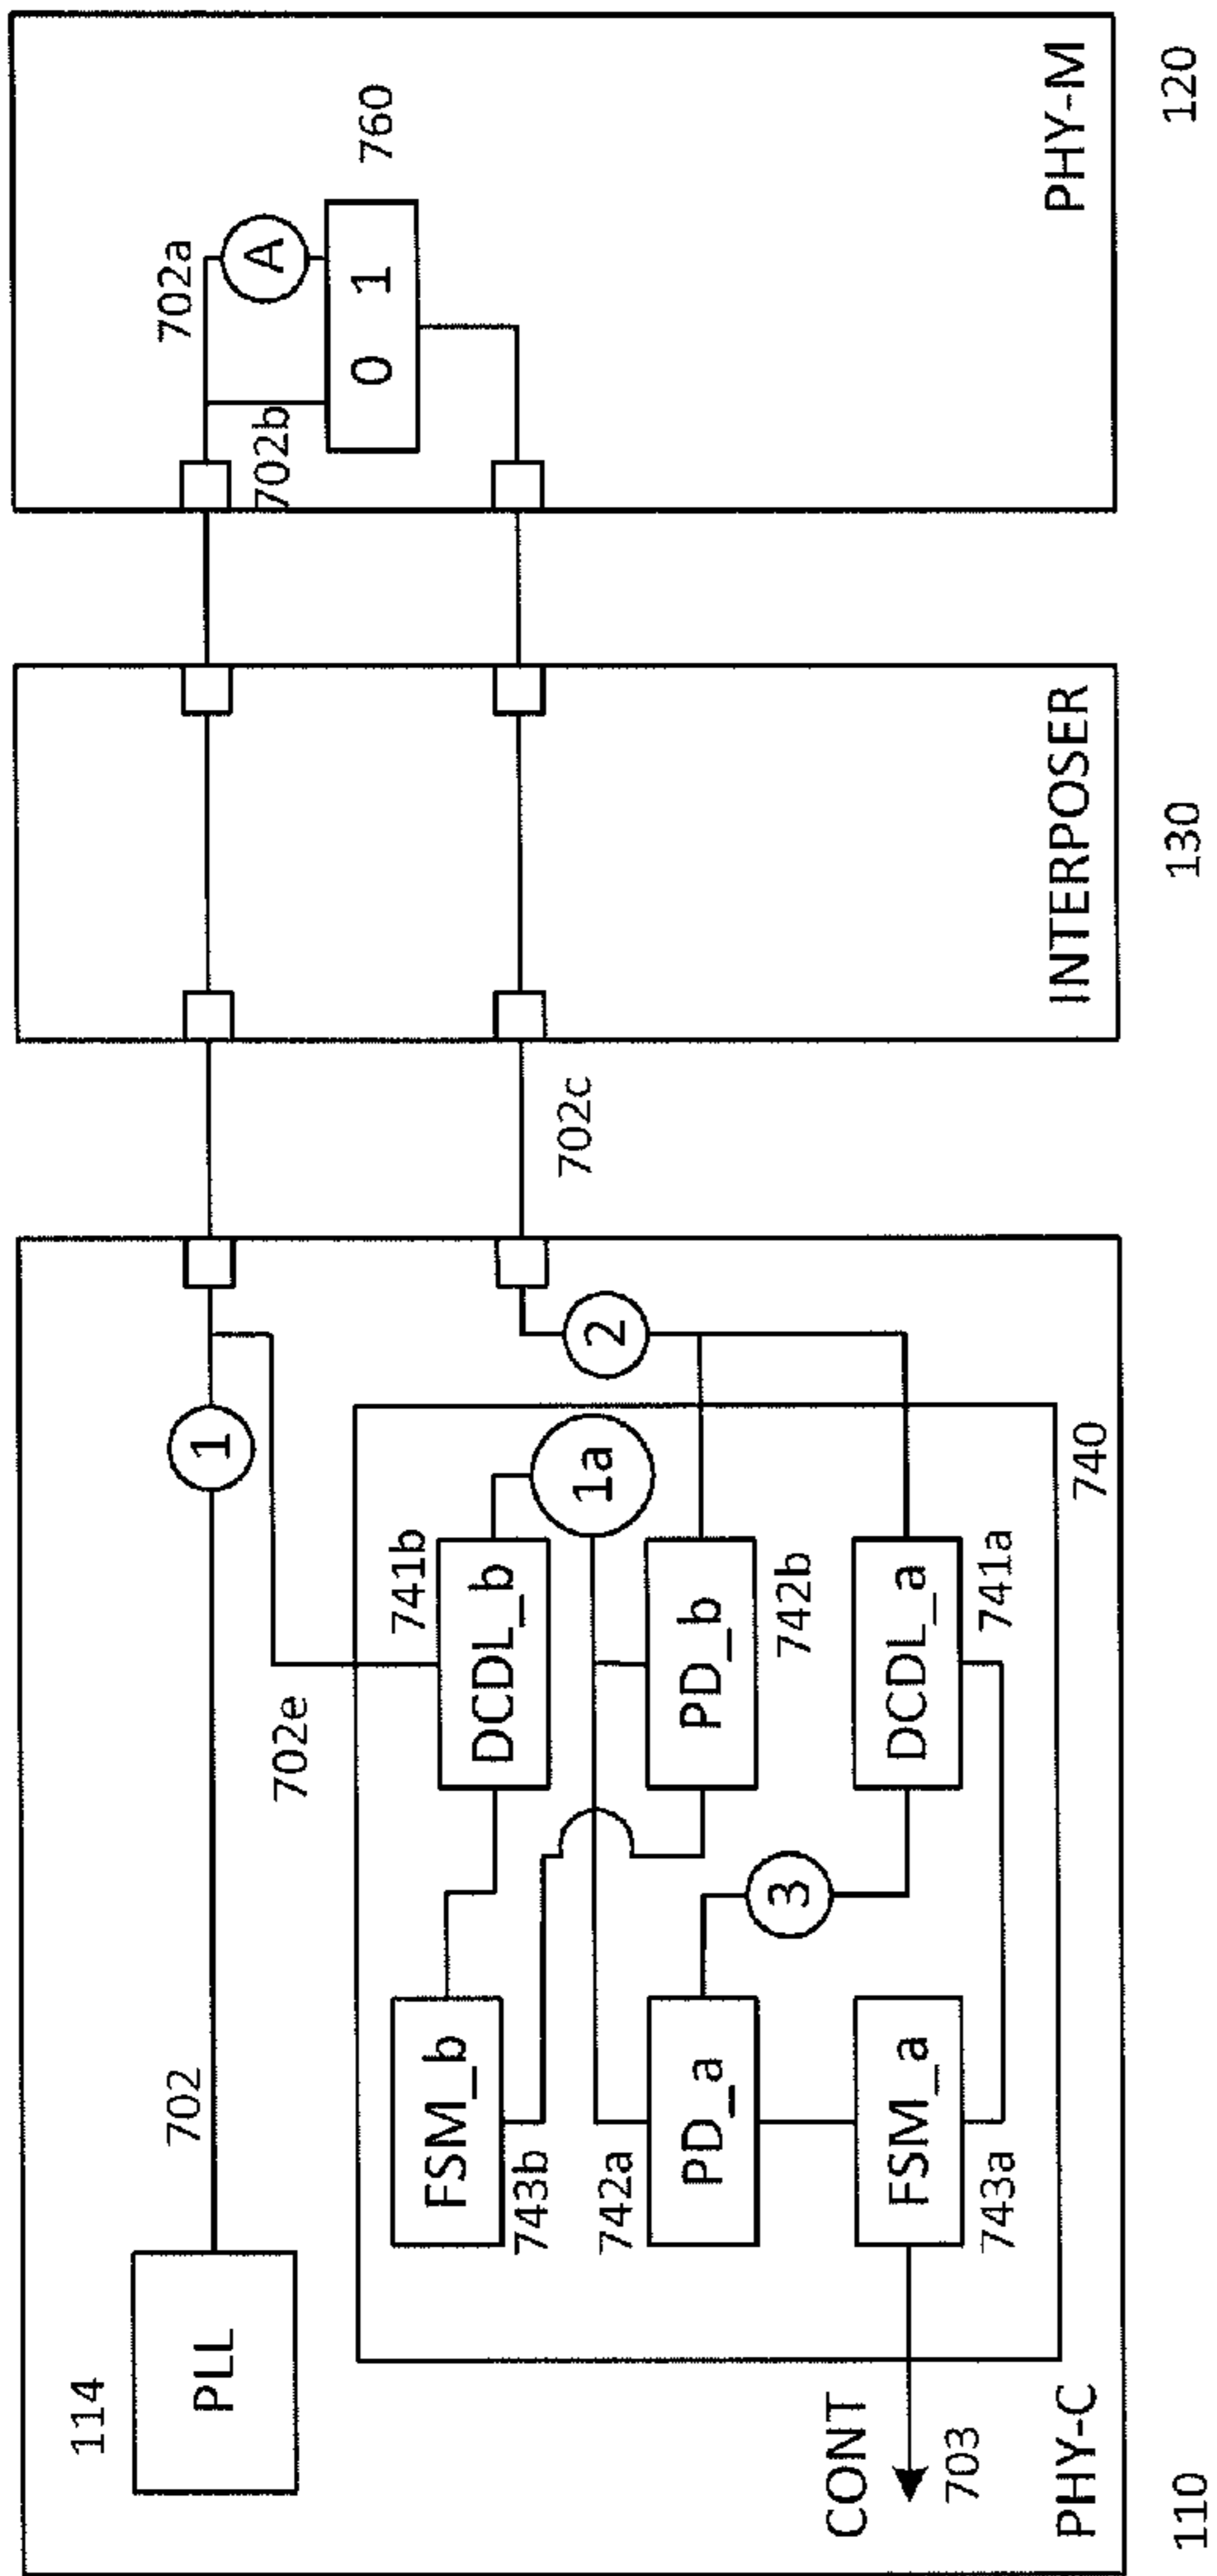 114
PLL
702
1
702e
702a
A
702b
760
0 1
FSM_b
743b
DCDL_b
741b
1a
742a
PD_a
PD_b
742b
2
702c
3
FSM_a
743a
DCDL_a
741a
740
CONT
703
PHY-C
110
INTERPOSER
130
PHY-M
120